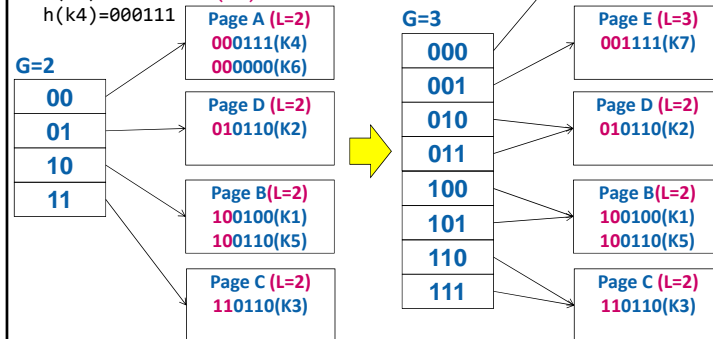 h(k4)=000111
G=2
00
01
10
11
Page A (L=2)
000111(K4)
000000(K6)
Page D (L=2)
010110(K2)
Page B(L=2)
100100(K1)
100110(K5)
Page C (L=2)
110110(K3)
G=3
000
001
010
011
100
101
110
111
Page E (L=3)
001111(K7)
Page D (L=2)
010110(K2)
Page B(L=2)
100100(K1)
100110(K5)
Page C (L=2)
110110(K3)